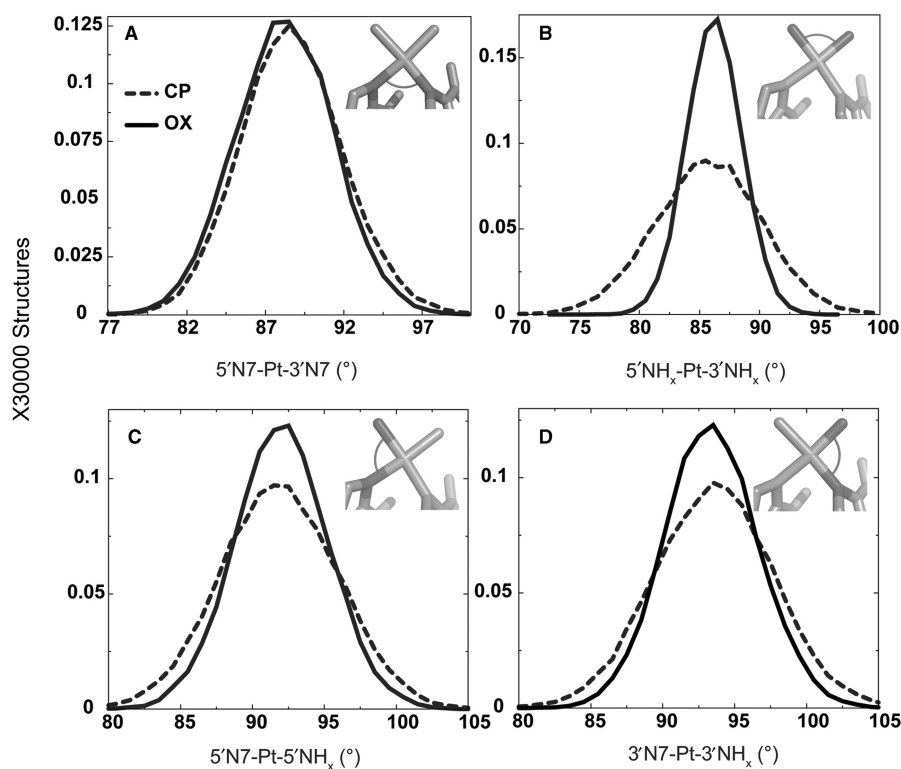 X30000 Structures
A
CP
OX
0.125
0.1
0.075
0.05
0.025
0
77 82 87 92 97
5′N7-Pt-3′N7 (°)
B
0.15
0.1
0.05
0
70 75 80 85 90 95 100
5′NHx-Pt-3′NHx (°)
C
0.1
0.05
0
80 85 90 95 100 105
5′N7-Pt-5′NHx (°)
D
0.1
0.05
0
80 85 90 95 100 105
3′N7-Pt-3′NHx (°)